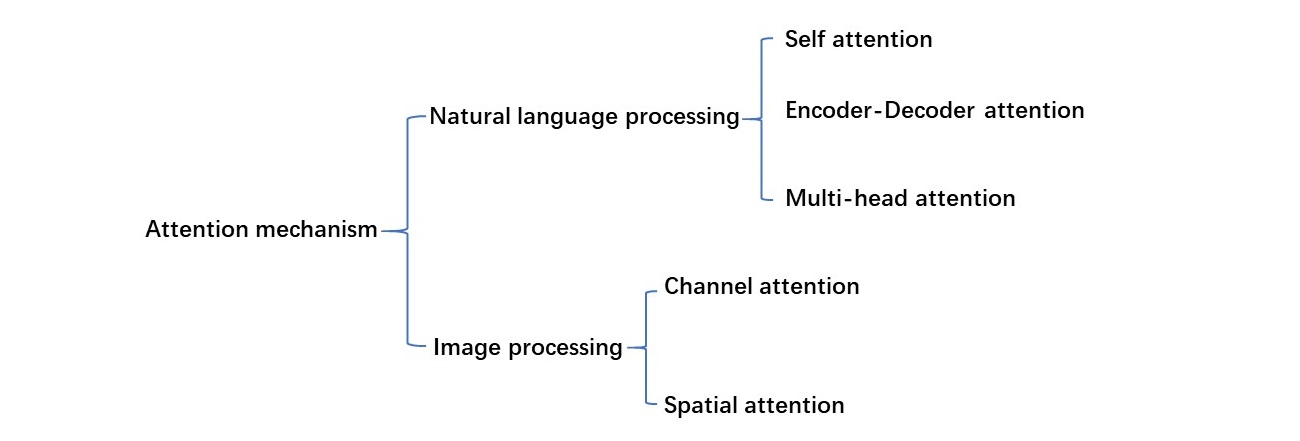 Attention mechanism
Natural language processing
Self attention
Encoder-Decoder attention
Multi-head attention
Image processing
Channel attention
Spatial attention